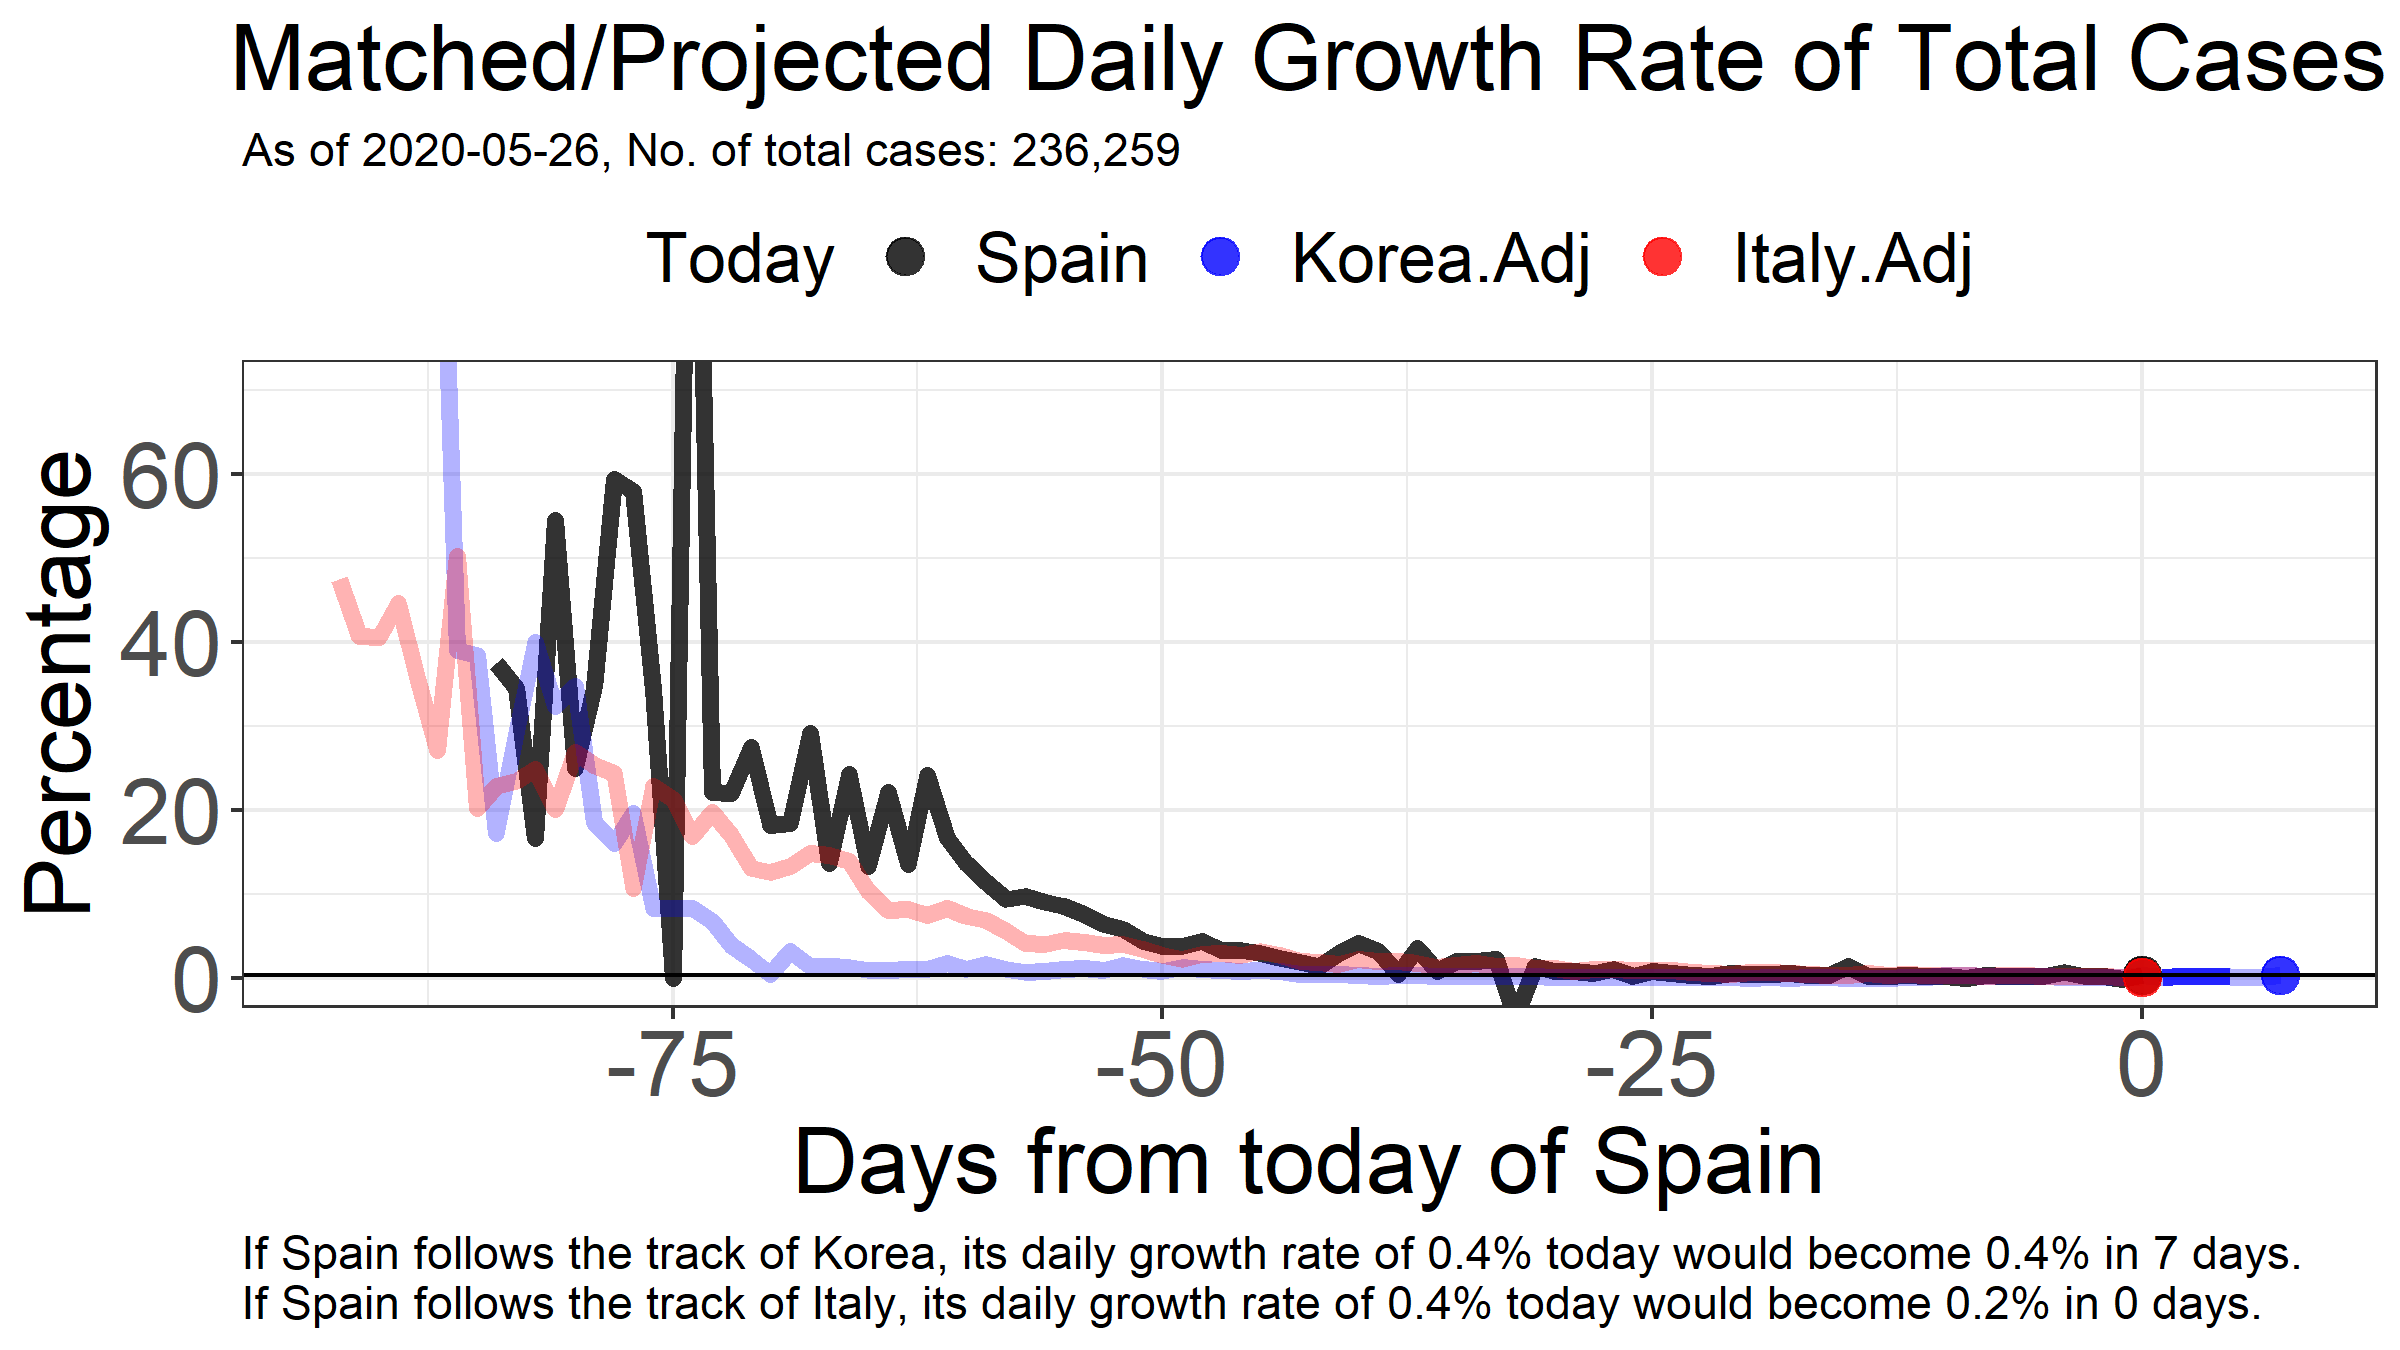 Matched/Projected Daily Growth Rate of Total Cases
As of 2020-05-26, No. of total cases: 236,259
Today Spain Korea.Adj Italy.Adj
Percentage
60
40
20
0
-75 -50 -25 0
Days from today of Spain
If Spain follows the track of Korea, its daily growth rate of 0.4% today would become 0.4% in 7 days.
If Spain follows the track of Italy, its daily growth rate of 0.4% today would become 0.2% in 0 days.